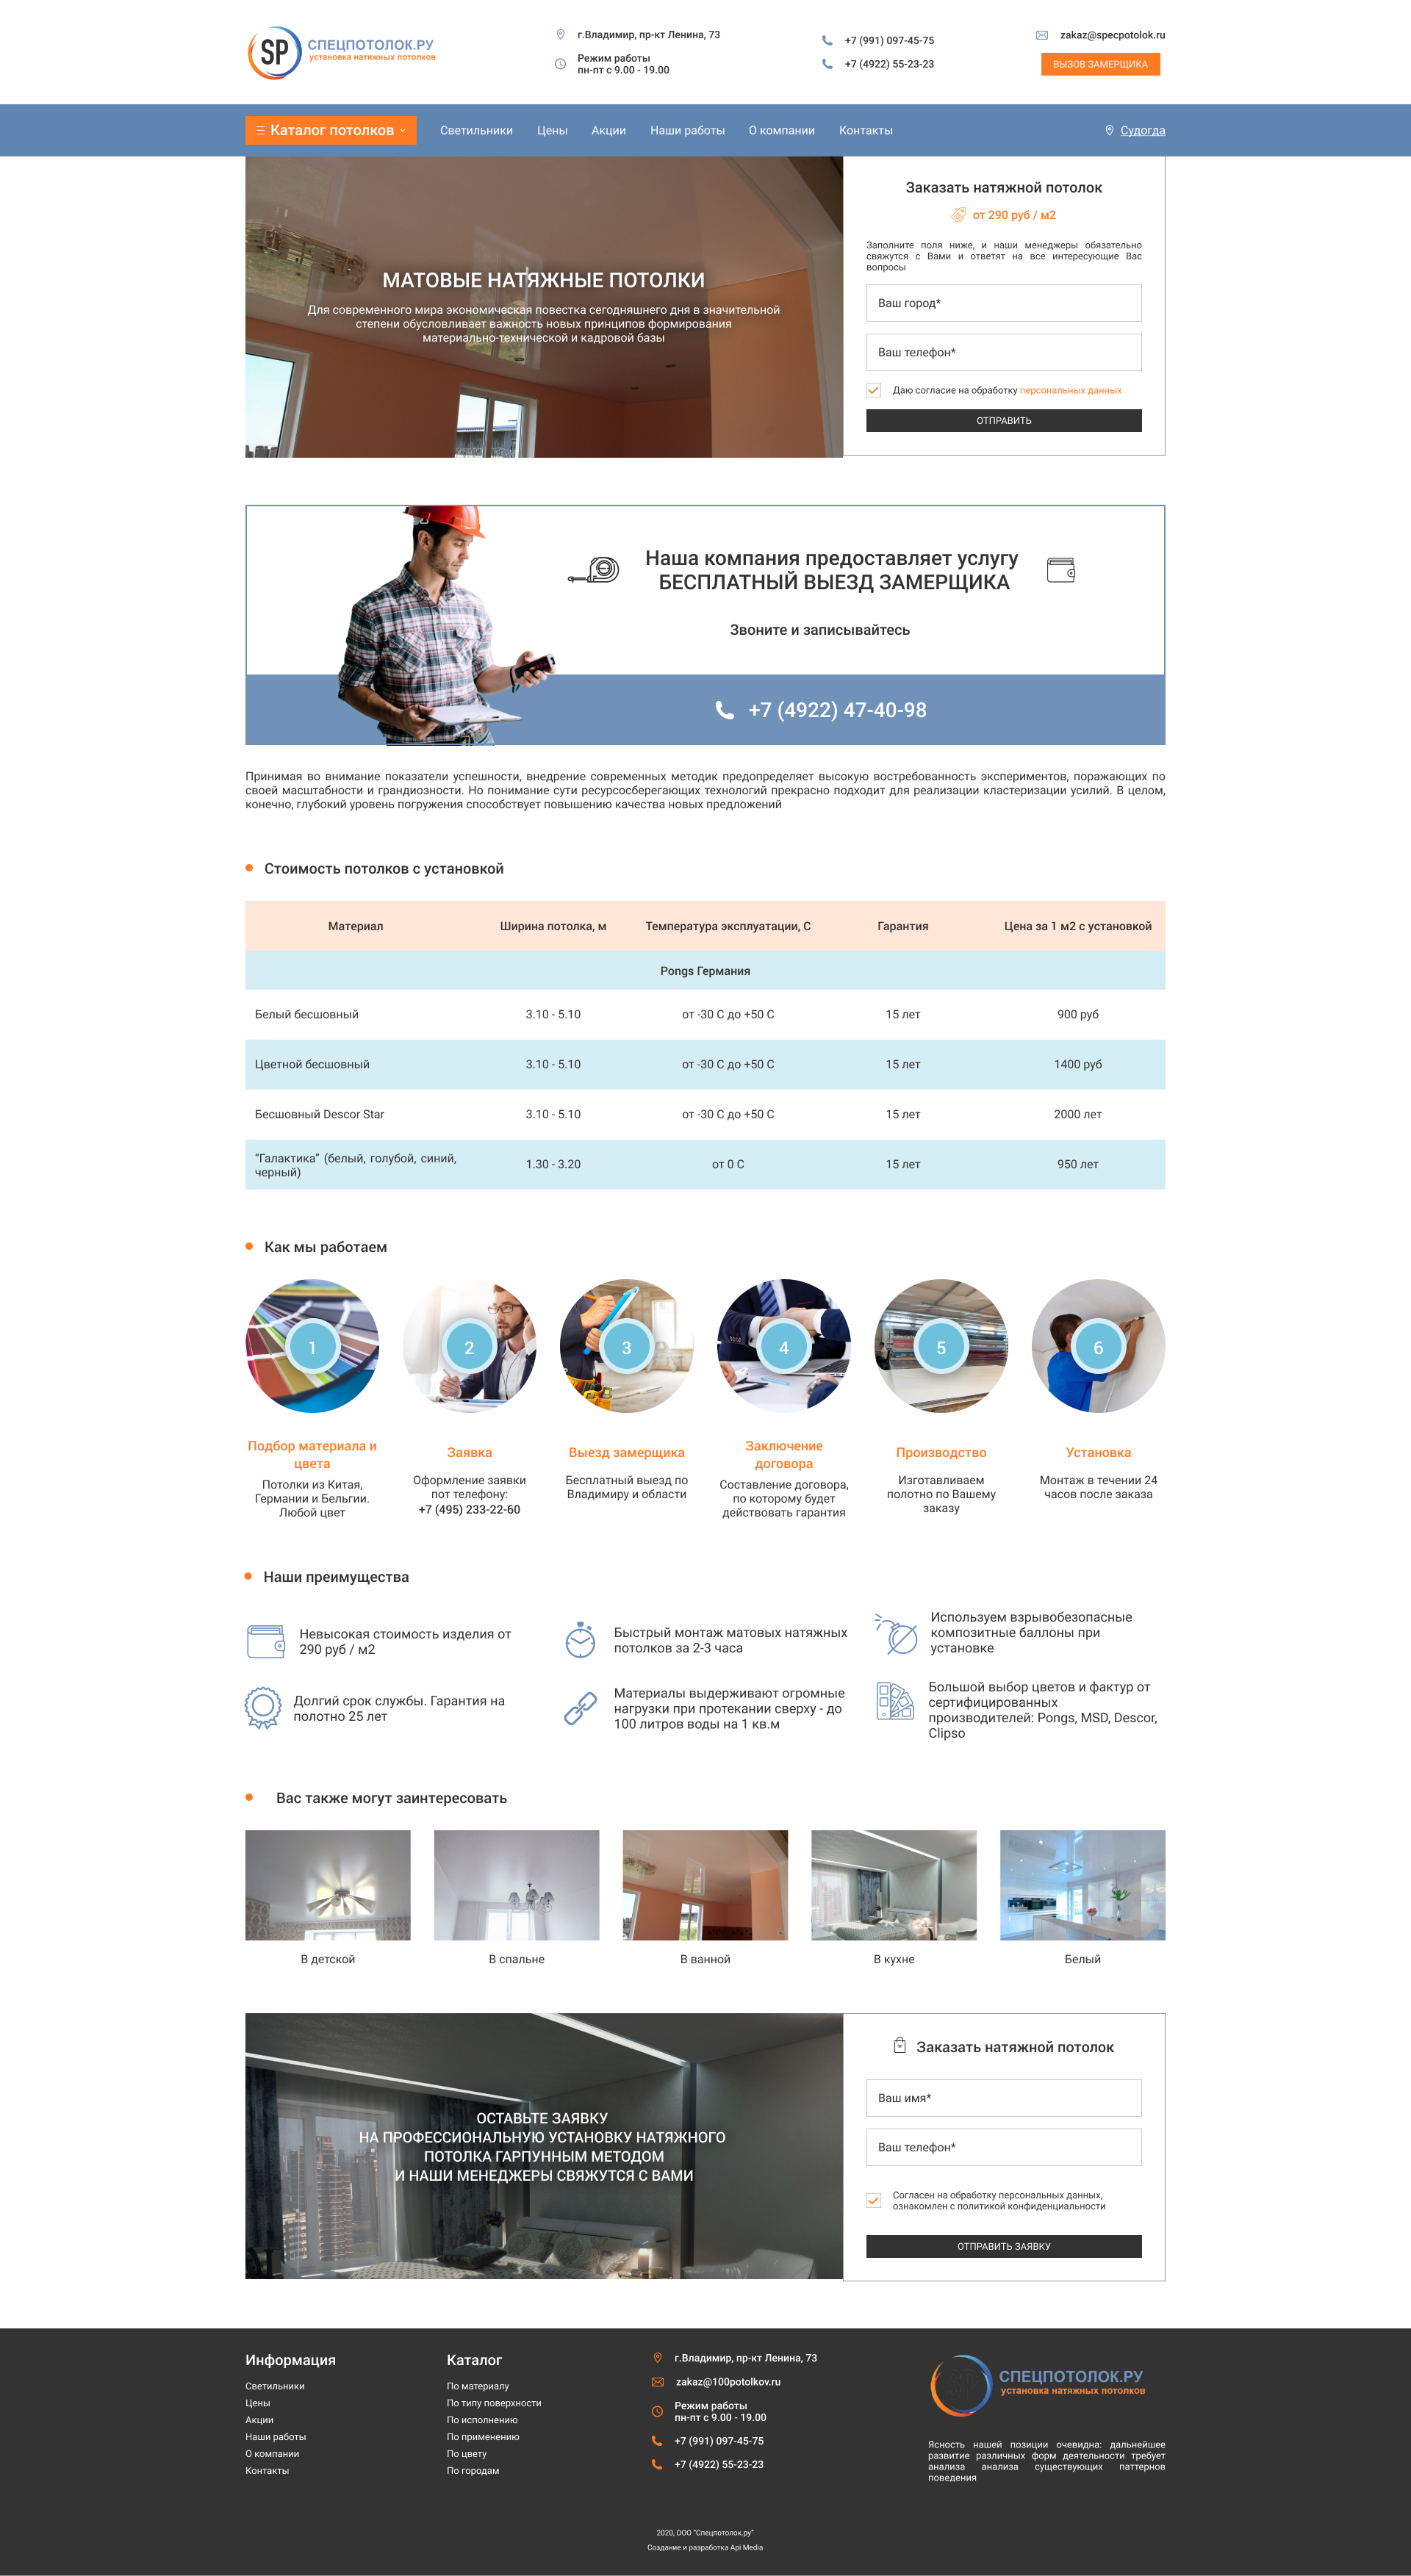 SP
СПЕЦПОТОЛОК.РУ
установка натяжных потолков
г.Владимир, пр-кт Ленина, 73
Режим работы
пн-пт с 9.00 - 19.00
+7 (991) 097-45-75
+7 (4922) 55-23-23
zakaz@specpotolok.ru
ВЫЗОВ ЗАМЕРЩИКА
Каталог потолков
Светильники
Цены
Акции
Наши работы
О компании
Контакты
Судогда
МАТОВЫЕ НАТЯЖНЫЕ ПОТОЛКИ
Для современного мира экономическая повестка сегодняшнего дня в значительной
степени обусловливает важность новых принципов формирования
материально-технической и кадровой базы
Заказать натяжной потолок
от 290 руб / м2
Заполните поля ниже, и наши менеджеры обязательно
свяжутся с Вами и ответят на все интересующие Вас
вопросы
Ваш город*
Ваш телефон*
Даю согласие на обработку персональных данных
ОТПРАВИТЬ
Наша компания предоставляет услугу
БЕСПЛАТНЫЙ ВЫЕЗД ЗАМЕРЩИКА
Звоните и записывайтесь
+7 (4922) 47-40-98
Принимая во внимание показатели успешности, внедрение современных методик предопределяет высокую востребованность экспериментов, поражающих по
своей масштабности и грандиозности. Но понимание сути ресурсосберегающих технологий прекрасно подходит для реализации кластеризации усилий. В целом,
конечно, глубокий уровень погружения способствует повышению качества новых предложений
Стоимость потолков с установкой
Материал
Ширина потолка, м
Температура эксплуатации, С
Гарантия
Цена за 1 м2 с установкой
Pongs Германия
Белый бесшовный
3.10 - 5.10
от -30 С до +50 С
15 лет
900 руб
Цветной бесшовный
3.10 - 5.10
от -30 С до +50 С
15 лет
1400 руб
Бесшовный Descor Star
3.10 - 5.10
от -30 С до +50 С
15 лет
2000 лет
“Галактика” (белый, голубой, синий,
черный)
1.30 - 3.20
от 0 С
15 лет
950 лет
Как мы работаем
1
2
3
4
5
6
Подбор материала и
цвета
Потолки из Китая,
Германии и Бельгии.
Любой цвет
Заявка
Оформление заявки
пот телефону:
+7 (495) 233-22-60
Выезд замерщика
Бесплатный выезд по
Владимиру и области
Заключение
договора
Составление договора,
по которому будет
действовать гарантия
Производство
Изготавливаем
полотно по Вашему
заказу
Установка
Монтаж в течении 24
часов после заказа
Наши преимущества
Невысокая стоимость изделия от
290 руб / м2
Быстрый монтаж матовых натяжных
потолков за 2-3 часа
Используем взрывобезопасные
композитные баллоны при
установке
Долгий срок службы. Гарантия на
полотно 25 лет
Материалы выдерживают огромные
нагрузки при протекании сверху - до
100 литров воды на 1 кв.м
Большой выбор цветов и фактур от
сертифицированных
производителей: Pongs, MSD, Descor,
Clipso
Вас также могут заинтересовать
В детской
В спальне
В ванной
В кухне
Белый
ОСТАВЬТЕ ЗАЯВКУ
НА ПРОФЕССИОНАЛЬНУЮ УСТАНОВКУ НАТЯЖНОГО
ПОТОЛКА ГАРПУННЫМ МЕТОДОМ
И НАШИ МЕНЕДЖЕРЫ СВЯЖУТСЯ С ВАМИ
Заказать натяжной потолок
Ваш имя*
Ваш телефон*
Согласен на обработку персональных данных,
ознакомлен с политикой конфиденциальности
ОТПРАВИТЬ ЗАЯВКУ
Информация
Светильники
Цены
Акции
Наши работы
О компании
Контакты
Каталог
По материалу
По типу поверхности
По исполнению
По применению
По цвету
По городам
г.Владимир, пр-кт Ленина, 73
zakaz@100potolkov.ru
Режим работы
пн-пт с 9.00 - 19.00
+7 (991) 097-45-75
+7 (4922) 55-23-23
SP
СПЕЦПОТОЛОК.РУ
установка натяжных потолков
Ясность нашей позиции очевидна: дальнейшее
развитие различных форм деятельности требует
анализа анализа существующих паттернов
поведения
2020, ООО “Спецпотолок.ру”
Создание и разработка Api Media